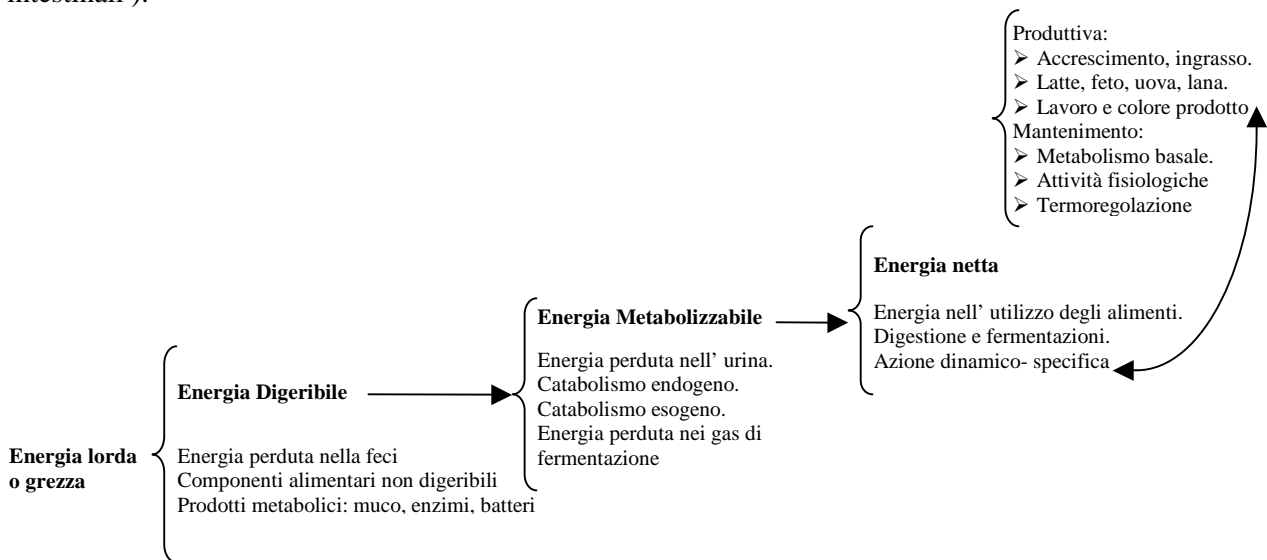 intestinali ).
Produttiva:
➢ Accrescimento, ingrasso.
➢ Latte, feto, uova, lana.
➢ Lavoro e colore prodotto
Mantenimento:
➢ Metabolismo basale.
➢ Attività fisiologiche
➢ Termoregolazione
Energia netta
Energia nell' utilizzo degli alimenti.
Digestione e fermentazioni.
Azione dinamico- specifica
Energia Metabolizzabile
Energia perduta nell' urina.
Catabolismo endogeno.
Catabolismo esogeno.
Energia perduta nei gas di
fermentazione
Energia Digeribile
Energia perduta nella feci
Componenti alimentari non digeribili
Prodotti metabolici: muco, enzimi, batteri
Energia lorda
o grezza